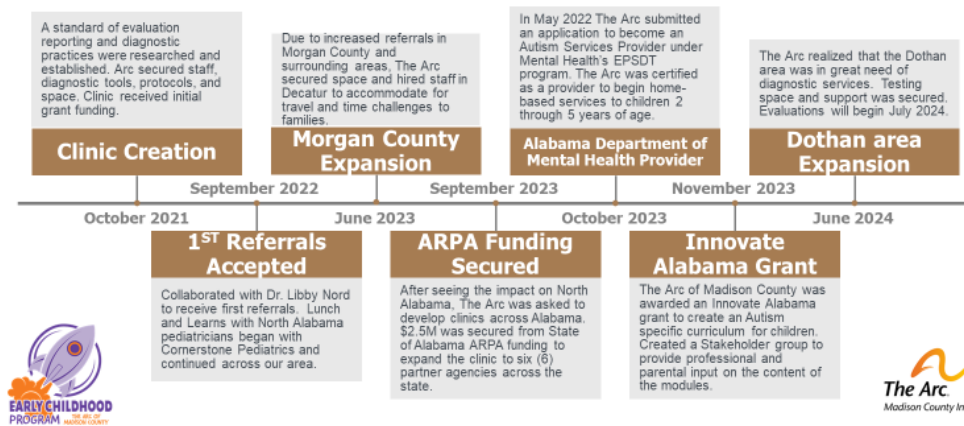 A standard of evaluation
reporting and diagnostic
practices were researched and
established. Arc secured staff,
diagnostic tools, protocols, and
space. Clinic received initial
grant funding.
Clinic Creation
Due to increased referrals in
Morgan County and
surrounding areas, The Arc
secured space and hired staff in
Decatur to accommodate for
travel and time challenges to
families.
Morgan County
Expansion
In May 2022 The Arc submitted
an application to become an
Autism Services Provider under
Mental Health's EPSDT
program. The Arc was certified
as a provider to begin home-
based services to children 2
through 5 years of age.
Alabama Department of
Mental Health Provider
The Arc realized that the Dothan
area was in great need of
diagnostic services. Testing
space and support was secured.
Evaluations will begin July 2024.
Dothan area
Expansion
September 2022
September 2023
November 2023
October 2021
June 2023
October 2023
June 2024
1ST Referrals
Accepted
Collaborated with Dr. Libby Nord
to receive first referrals. Lunch
and Learns with North Alabama
pediatricians began with
Cornerstone Pediatrics and
continued across our area.
ARPA Funding
Secured
After seeing the impact on North
Alabama, The Arc was asked to
develop clinics across Alabama.
$2.5M was secured from State
of Alabama ARPA funding to
expand the clinic to six (6)
partner agencies across the
state.
Innovate
Alabama Grant
The Arc of Madison County was
awarded an Innovate Alabama
grant to create an Autism
specific curriculum for children.
Created a Stakeholder group to
provide professional and
parental input on the content of
the modules.
EARLY CHILDHOOD
PROGRAM THE ARC OF
MADISON COUNTY
The Arc
Madison County In